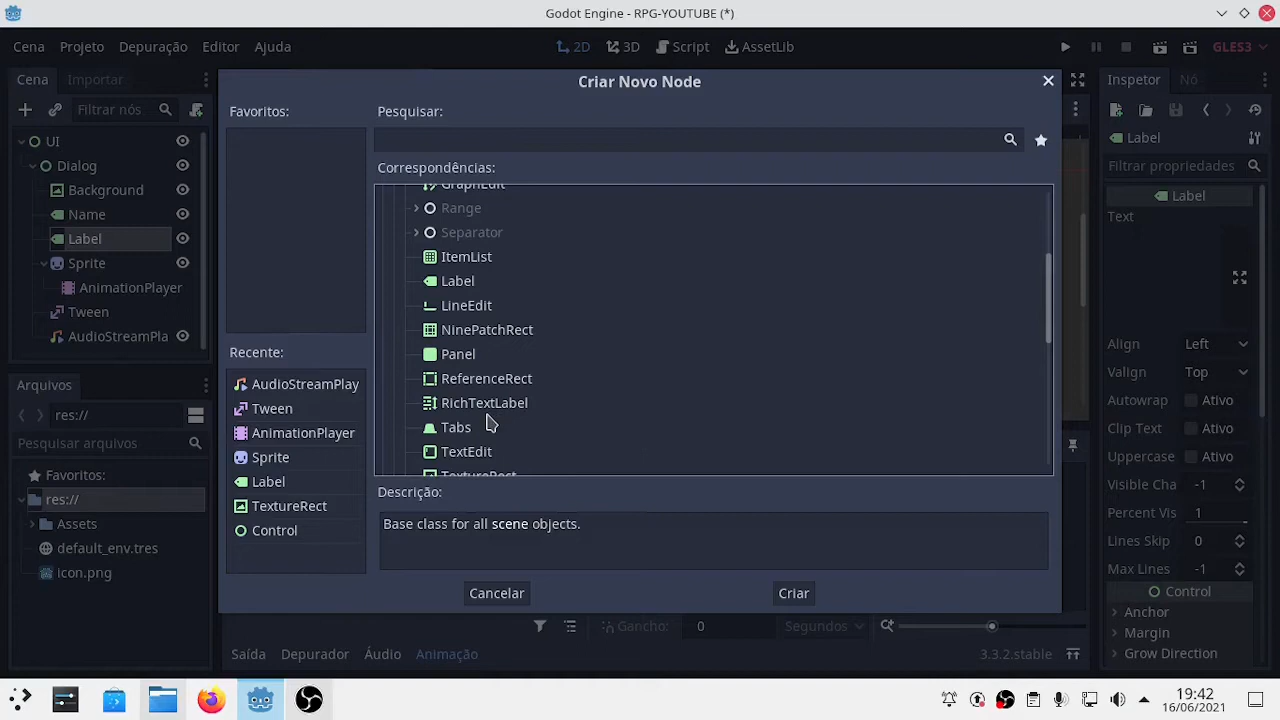 Godot Engine - RPG-YOUTUBE (*)
Cena Projeto Depuração Editor Ajuda
2D 3D Script AssetLib
GLES3
Cena Importar
Filtrar nós
UI
Dialog
Background
Name
Label
Sprite
AnimationPlayer
Tween
AudioStreamPla
Arquivos
res://
Pesquisar arquivos
Favoritos:
res://
Assets
default_env.tres
icon.png
Criar Novo Node
Favoritos:
Recente:
AudioStreamPlay
Tween
AnimationPlayer
Sprite
Label
TextureRect
Control
Pesquisar:
Correspondências:
GraphEdit
Range
Separator
ItemList
Label
LineEdit
NinePatchRect
Panel
ReferenceRect
RichTextLabel
Tabs
TextEdit
TextureRect
Descrição:
Base class for all scene objects.
Cancelar Criar
Gancho: 0 Segundos
Saída Depurador Áudio Animação
3.3.2.stable
Inspetor Nó
Label
Filtrar propriedades
Label
Text
Align Left
Valign Top
Autowrap Ativo
Clip Text Ativo
Uppercase Ativo
Visible Cha -1
Percent Vis 1
Lines Skip 0
Max Lines -1
Control
Anchor
Margin
Grow Direction
19:42
16/06/2021